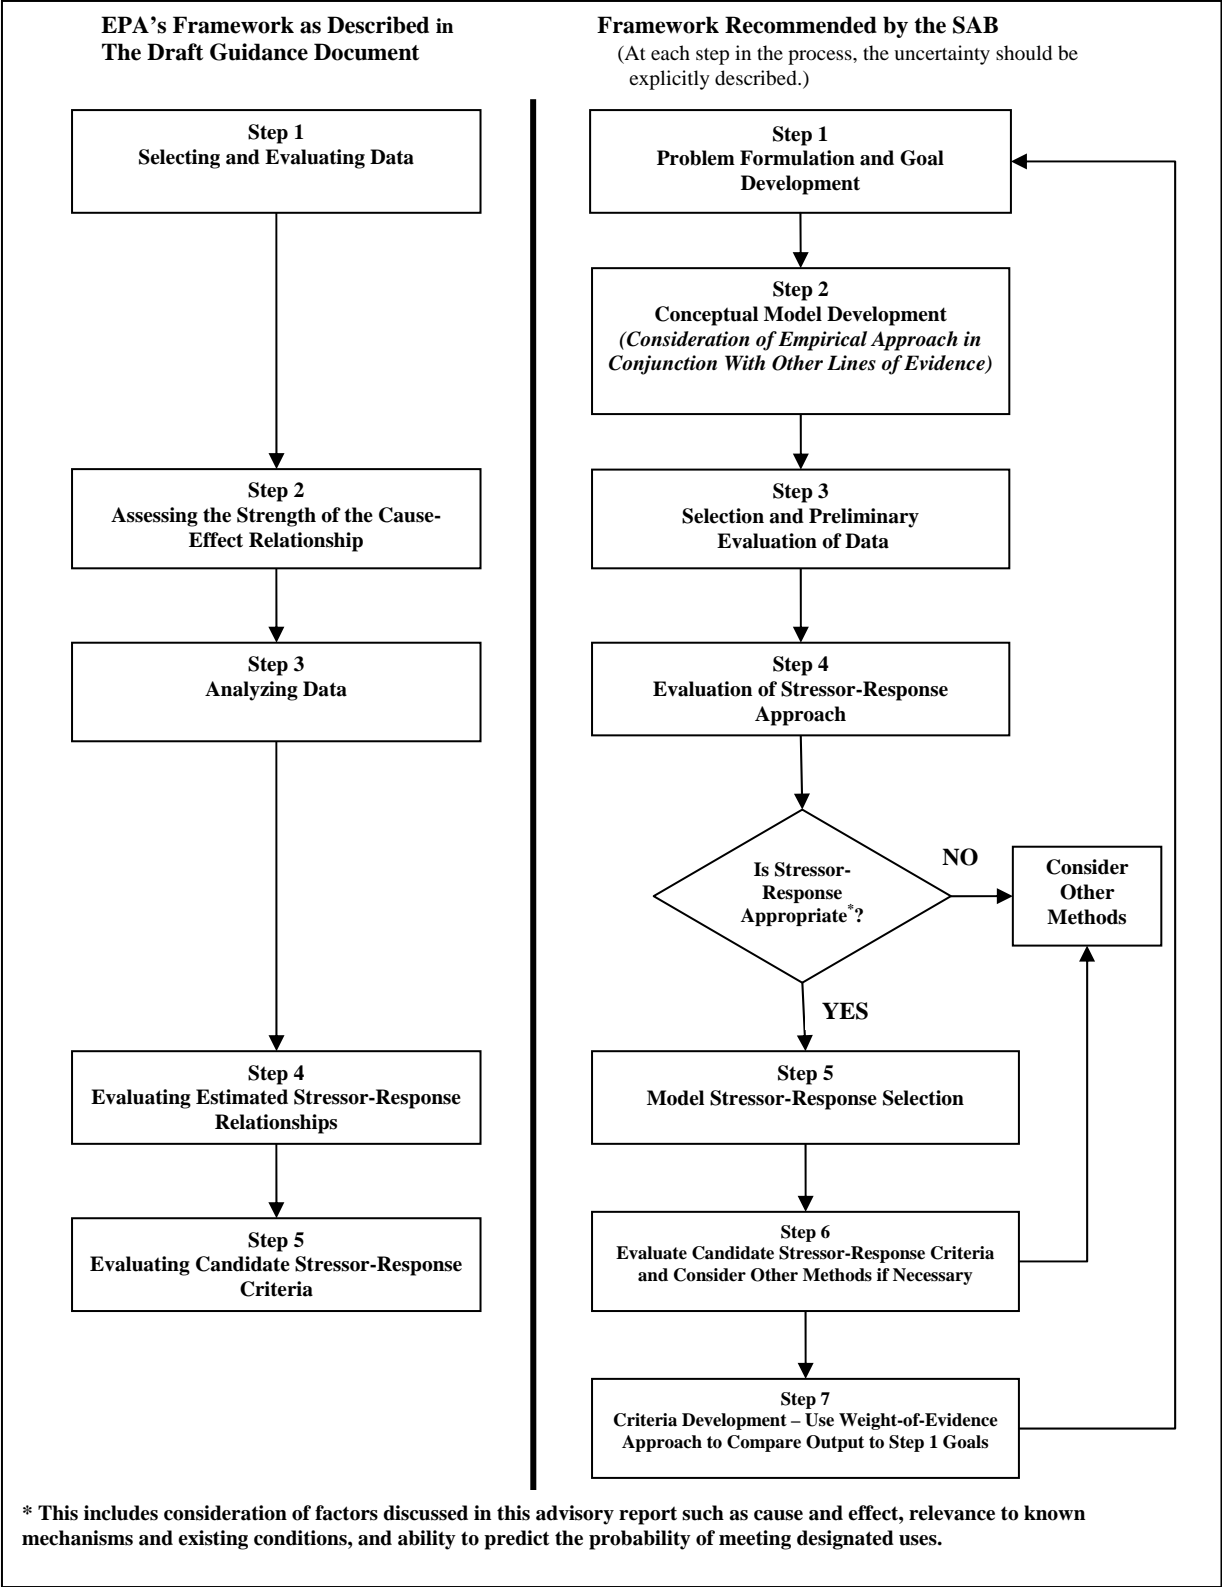 EPA's Framework as Described in
The Draft Guidance Document
Framework Recommended by the SAB
(At each step in the process, the uncertainty should be
explicitly described.)
Step 1
Selecting and Evaluating Data
Step 2
Assessing the Strength of the Cause-
Effect Relationship
Step 3
Analyzing Data
Step 4
Evaluating Estimated Stressor-Response
Relationships
Step 5
Evaluating Candidate Stressor-Response
Criteria
Step 1
Problem Formulation and Goal
Development
Step 2
Conceptual Model Development
(Consideration of Empirical Approach in
Conjunction With Other Lines of Evidence)
Step 3
Selection and Preliminary
Evaluation of Data
Step 4
Evaluation of Stressor-Response
Approach
Is Stressor-
Response
Appropriate*?
NO
Consider
Other
Methods
YES
Step 5
Model Stressor-Response Selection
Step 6
Evaluate Candidate Stressor-Response Criteria
and Consider Other Methods if Necessary
Step 7
Criteria Development – Use Weight-of-Evidence
Approach to Compare Output to Step 1 Goals
* This includes consideration of factors discussed in this advisory report such as cause and effect, relevance to known
mechanisms and existing conditions, and ability to predict the probability of meeting designated uses.